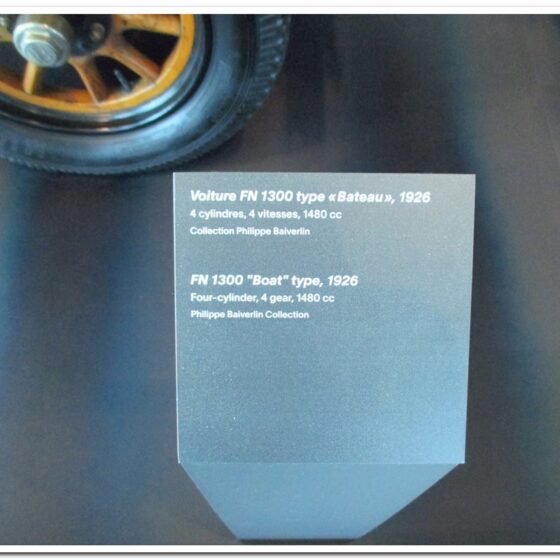 Voiture FN 1300 type «Bateau», 1926
4 cylindres, 4 vitesses, 1480 cc
Collection Philippe Baiverlin
FN 1300 "Boat" type, 1926
Four-cylinder, 4 gear, 1480 cc
Philippe Baiverlin Collection